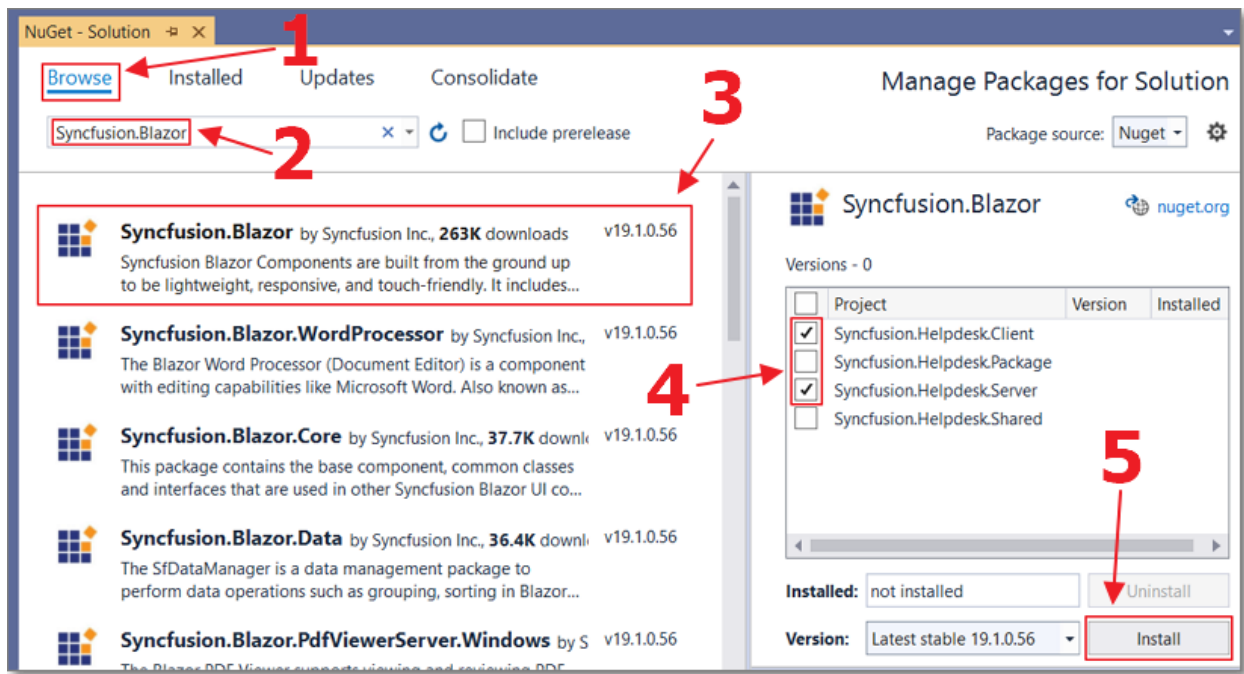 NuGet - Solution
1
Browse Installed Updates Consolidate
Manage Packages for Solution
Syncfusion.Blazor
2
Include prerelease
3
Package source: Nuget
Syncfusion.Blazor by Syncfusion Inc., 263K downloads v19.1.0.56
Syncfusion Blazor Components are built from the ground up
to be lightweight, responsive, and touch-friendly. It includes...
Syncfusion.Blazor.WordProcessor by Syncfusion Inc., v19.1.0.56
The Blazor Word Processor (Document Editor) is a component
with editing capabilities like Microsoft Word. Also known as...
Syncfusion.Blazor.Core by Syncfusion Inc., 37.7K downl v19.1.0.56
This package contains the base component, common classes
and interfaces that are used in other Syncfusion Blazor UI co...
Syncfusion.Blazor.Data by Syncfusion Inc., 36.4K downl v19.1.0.56
The SfDataManager is a data management package to
perform data operations such as grouping, sorting in Blazor...
Syncfusion.Blazor.PdfViewerServer.Windows by S v19.1.0.56
The Blazor PDF Viewer supports viewing and reviewing PDF
Syncfusion.Blazor
nuget.org
Versions - 0
Project Version Installed
Syncfusion.Helpdesk.Client
Syncfusion.Helpdesk.Package
Syncfusion.Helpdesk.Server
Syncfusion.Helpdesk.Shared
4
5
Installed: not installed Uninstall
Version: Latest stable 19.1.0.56 Install